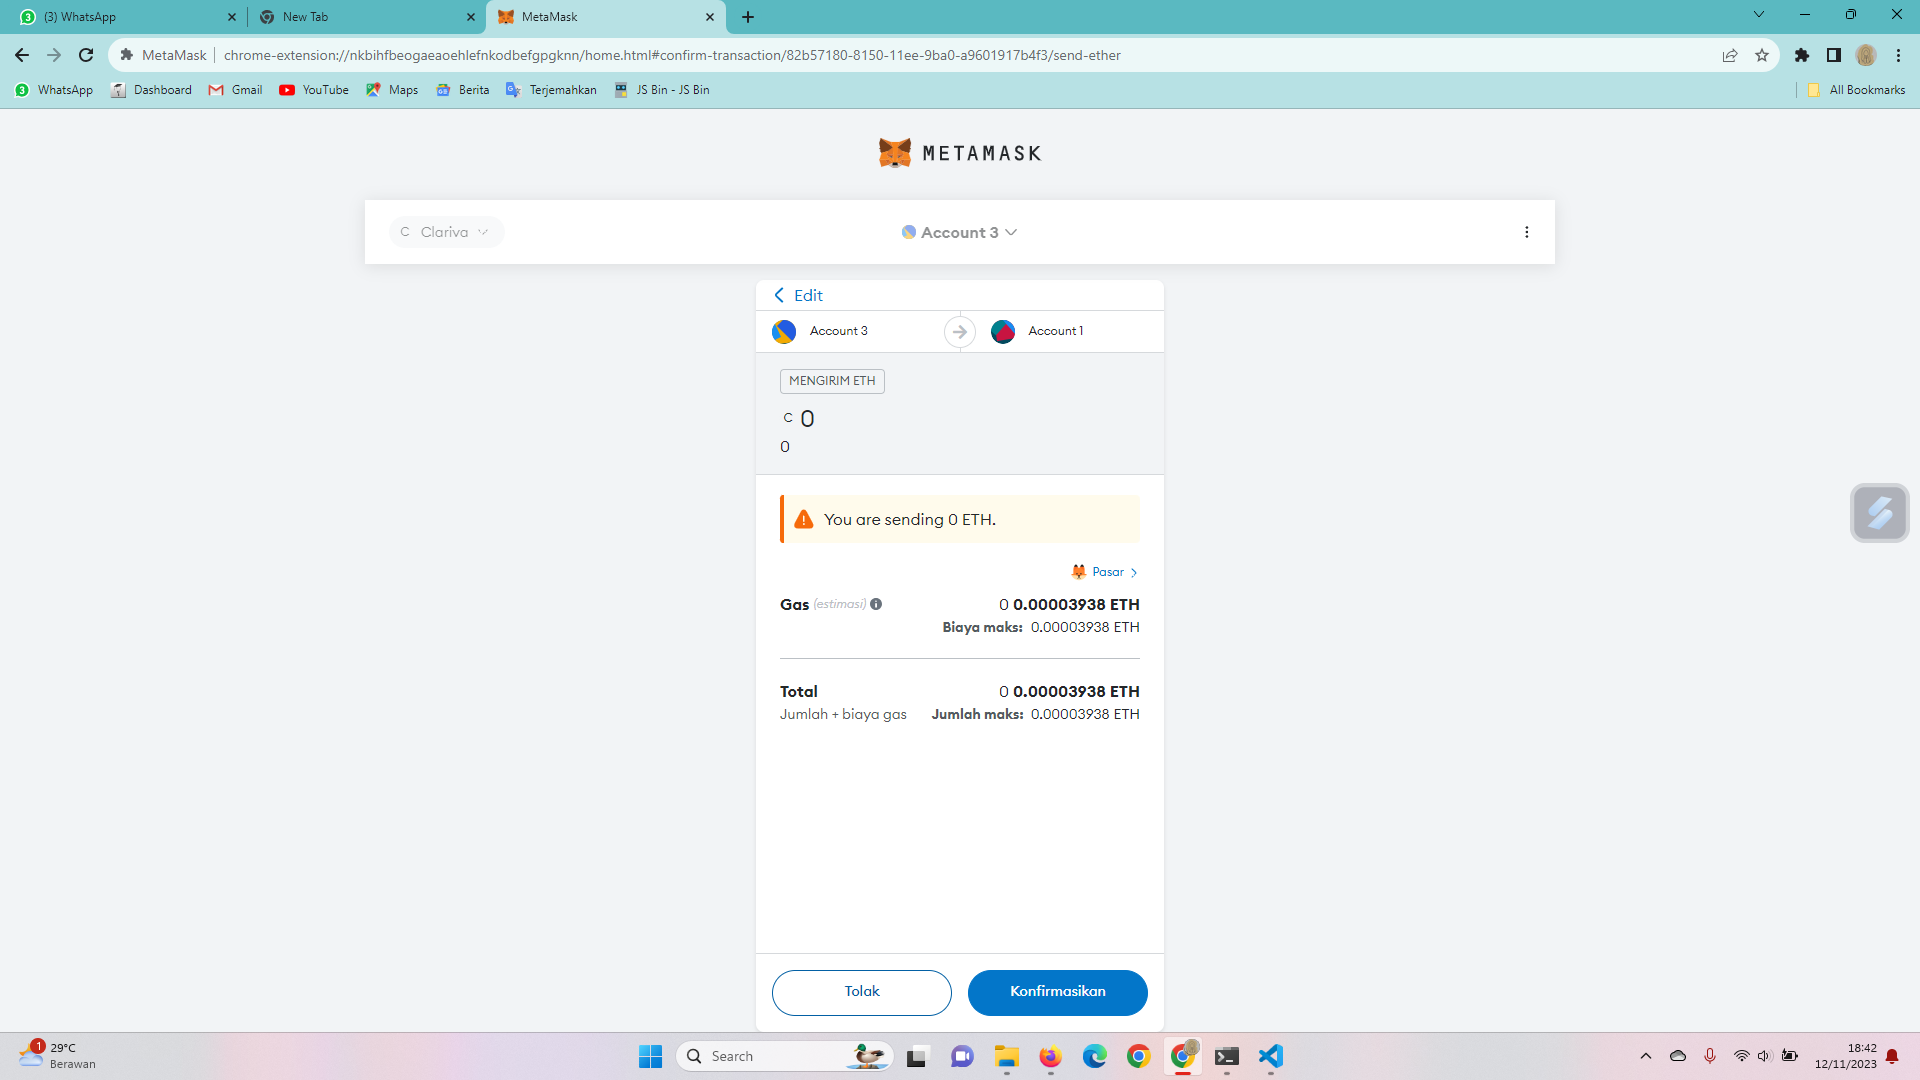 (3) WhatsApp
New Tab
MetaMask
MetaMask
chrome-extension://nkbihfbeogaeaoehlefnkodbefgpgknn/home.html#confirm-transaction/82b57180-8150-11ee-9ba0-a9601917b4f3/send-ether
WhatsApp
Dashboard
Gmail
YouTube
Maps
Berita
Terjemahkan
JS Bin - JS Bin
All Bookmarks
METAMASK
C Clariva
Account 3
Edit
Account 3
Account 1
MENGIRIM ETH
C 0
0
You are sending 0 ETH.
Pasar
Gas (estimasi) 0 0.00003938 ETH
Biaya maks: 0.00003938 ETH
Total 0 0.00003938 ETH
Jumlah + biaya gas Jumlah maks: 0.00003938 ETH
Tolak
Konfirmasikan
1
29°C
Berawan
Search
18:42
12/11/2023